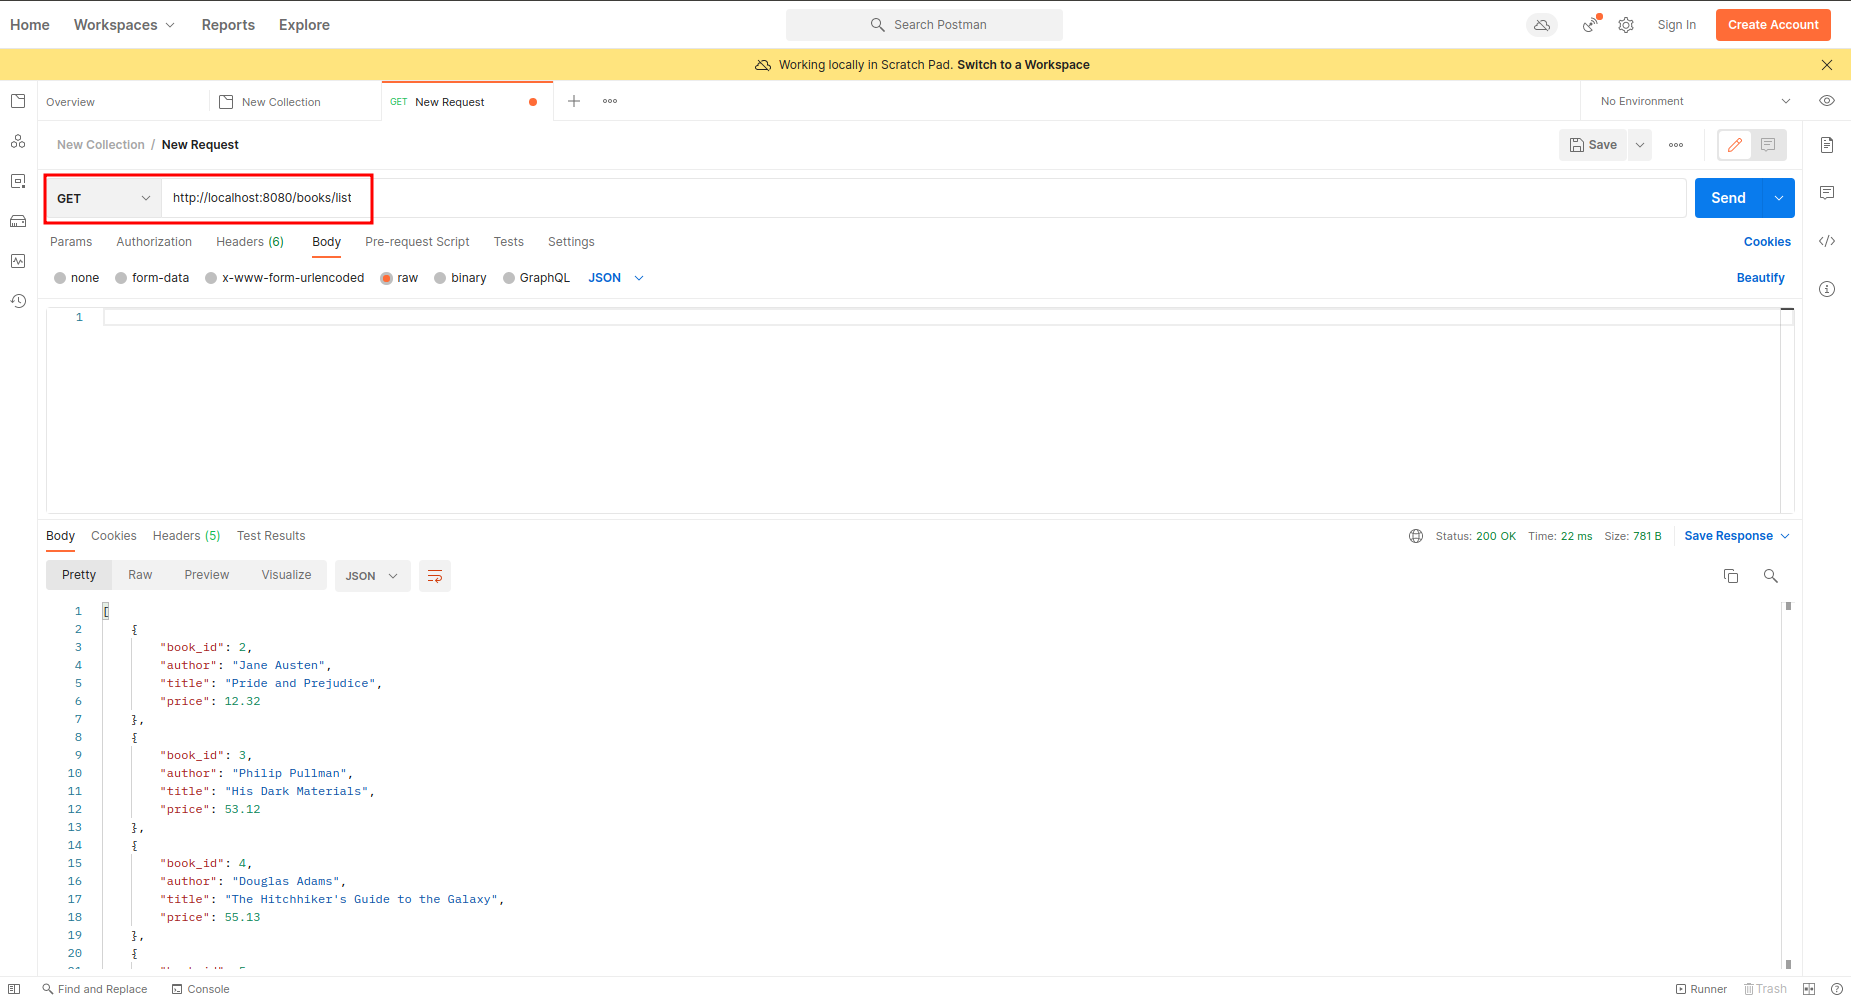 Home Workspaces Reports Explore Search Postman Sign In Create Account
Working locally in Scratch Pad. Switch to a Workspace
Overview New Collection GET New Request No Environment
New Collection / New Request Save
GET http://localhost:8080/books/list Send
Params Authorization Headers (6) Body Pre-request Script Tests Settings Cookies
none form-data x-www-form-urlencoded raw binary GraphQL JSON Beautify
1
Body Cookies Headers (5) Test Results Status: 200 OK Time: 22 ms Size: 781 B Save Response
Pretty Raw Preview Visualize JSON
1 [
2 {
3 "book_id": 2,
4 "author": "Jane Austen",
5 "title": "Pride and Prejudice",
6 "price": 12.32
7 },
8 {
9 "book_id": 3,
10 "author": "Philip Pullman",
11 "title": "His Dark Materials",
12 "price": 53.12
13 },
14 {
15 "book_id": 4,
16 "author": "Douglas Adams",
17 "title": "The Hitchhiker's Guide to the Galaxy",
18 "price": 55.13
19 },
20 {
Find and Replace Console Runner Trash